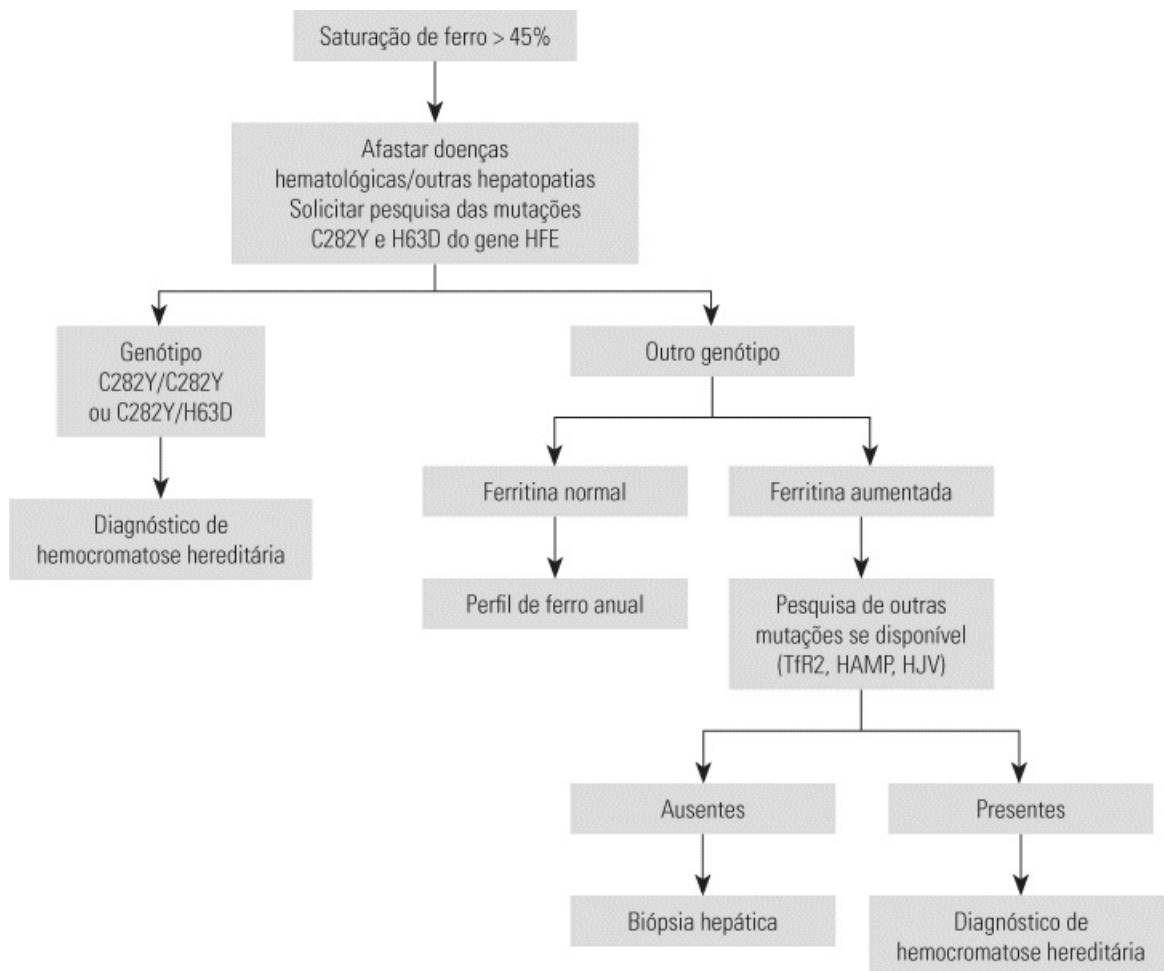 Saturação de ferro > 45%
Afastar doenças
hematológicas/outras hepatopatias
Solicitar pesquisa das mutações
C282Y e H63D do gene HFE
Genótipo
C282Y/C282Y
ou C282Y/H63D
Outro genótipo
Diagnóstico de
hemocromatose hereditária
Ferritina normal
Ferritina aumentada
Perfil de ferro anual
Pesquisa de outras
mutações se disponível
(TfR2, HAMP, HJV)
Ausentes
Presentes
Biópsia hepática
Diagnóstico de
hemocromatose hereditária